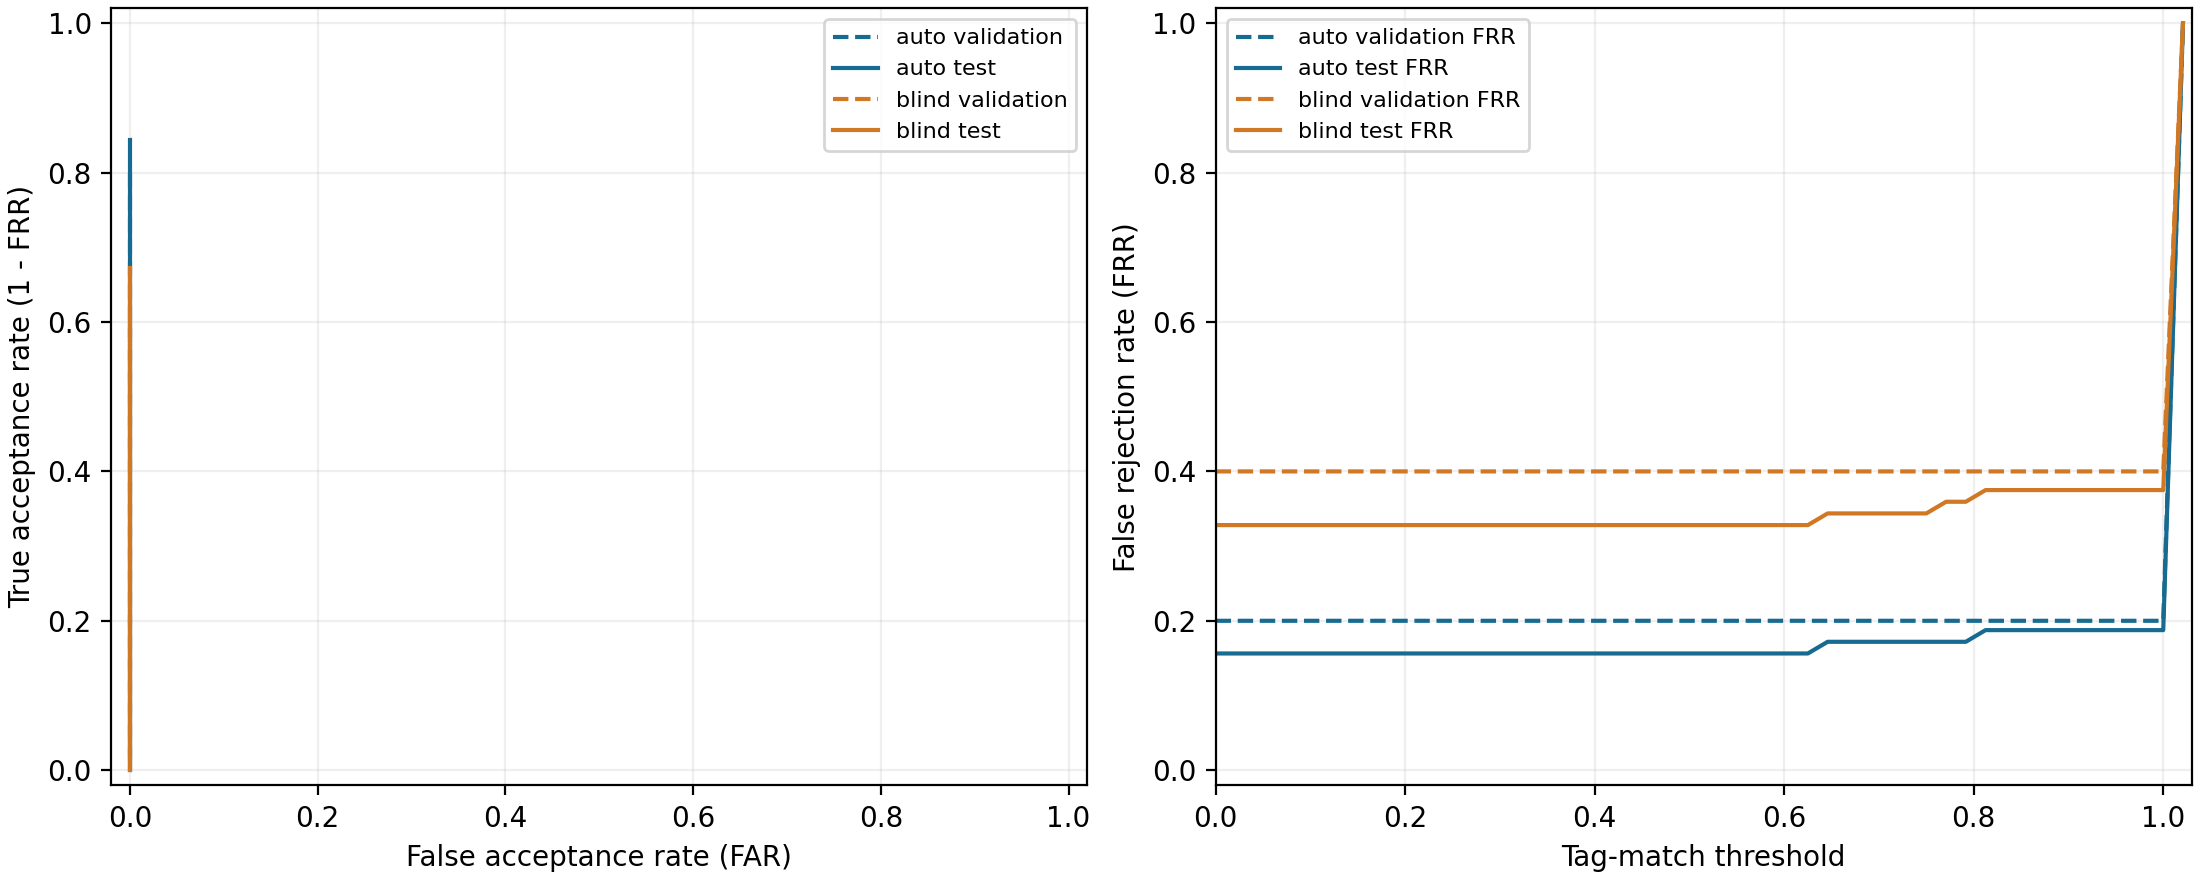 1.0
0.8
0.6
0.4
0.2
0.0
True acceptance rate (1 - FRR)
auto validation
auto test
blind validation
blind test
0.0 0.2 0.4 0.6 0.8 1.0
False acceptance rate (FAR)
1.0
0.8
0.6
0.4
0.2
0.0
False rejection rate (FRR)
auto validation FRR
auto test FRR
blind validation FRR
blind test FRR
0.0 0.2 0.4 0.6 0.8 1.0
Tag-match threshold